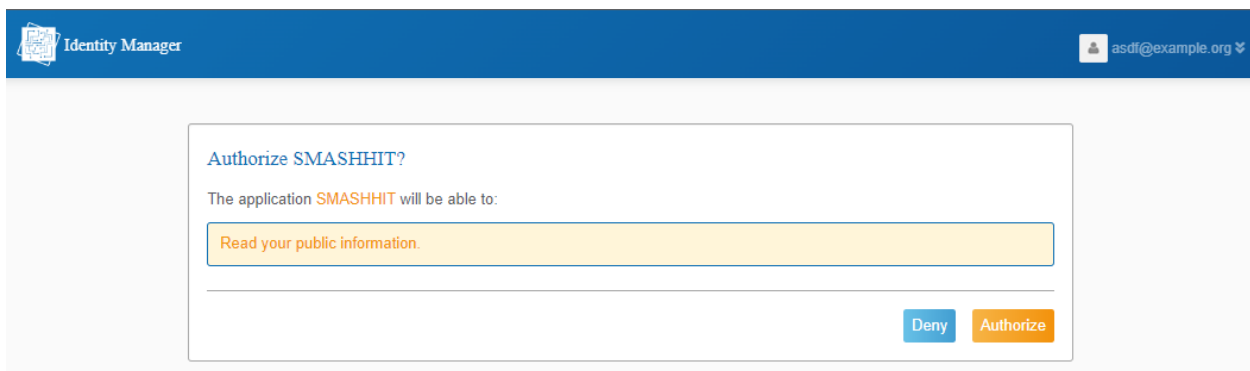 Identity Manager
asdf@example.org
Authorize SMASHHIT?
The application SMASHHIT will be able to:
Read your public information.
Deny Authorize